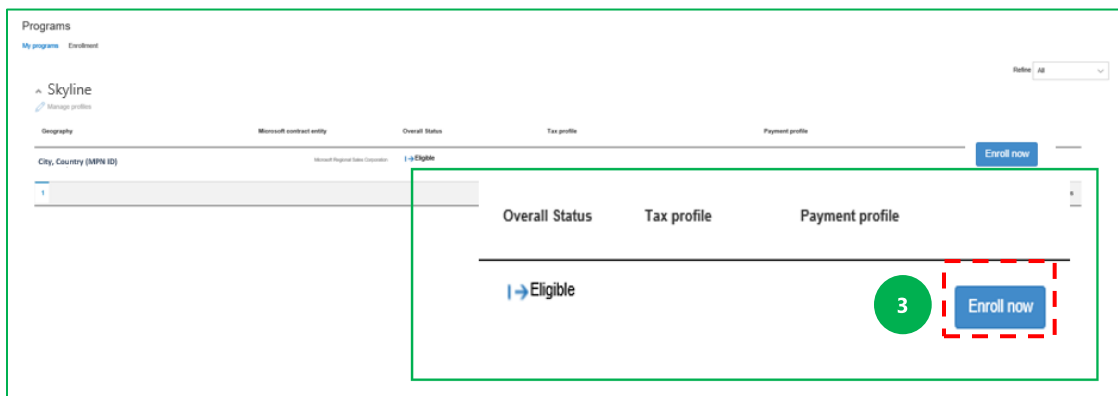 Programs
My programs Enrollment
Refine All
Skyline
Manage profiles
Geography Microsoft contract entity Overall Status Tax profile Payment profile
City, Country (MPN ID) Microsoft Regional Sales Corporation Eligible Enroll now
1
Overall Status Tax profile Payment profile
Eligible
3 Enroll now